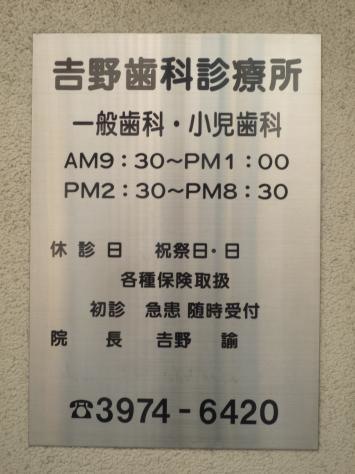 𠮷野歯科診療所
一般歯科・小児歯科
AM9：30〜PM1：00
PM2：30〜PM8：30
休診日 祝祭日・日
各種保険取扱
初診 急患 随時受付
院長 𠮷野 諭
☎3974-6420